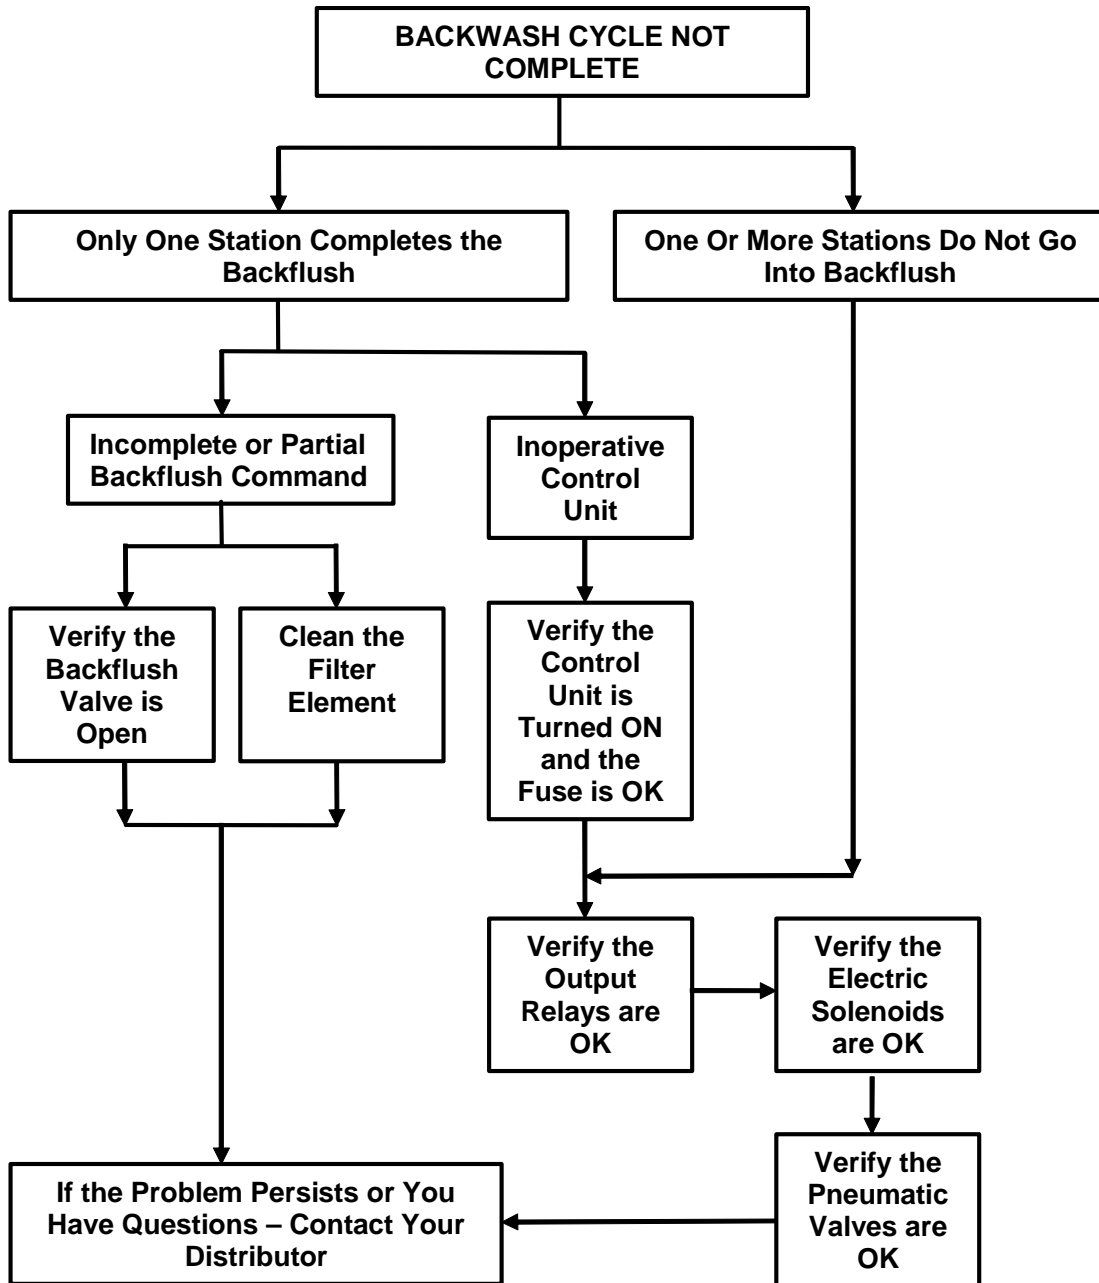 BACKWASH CYCLE NOT
COMPLETE
Only One Station Completes the
Backflush
One Or More Stations Do Not Go
Into Backflush
Incomplete or Partial
Backflush Command
Inoperative
Control
Unit
Verify the
Backflush
Valve is
Open
Clean the
Filter
Element
Verify the
Control
Unit is
Turned ON
and the
Fuse is OK
Verify the
Output
Relays are
OK
Verify the
Electric
Solenoids
are OK
If the Problem Persists or You
Have Questions – Contact Your
Distributor
Verify the
Pneumatic
Valves are
OK